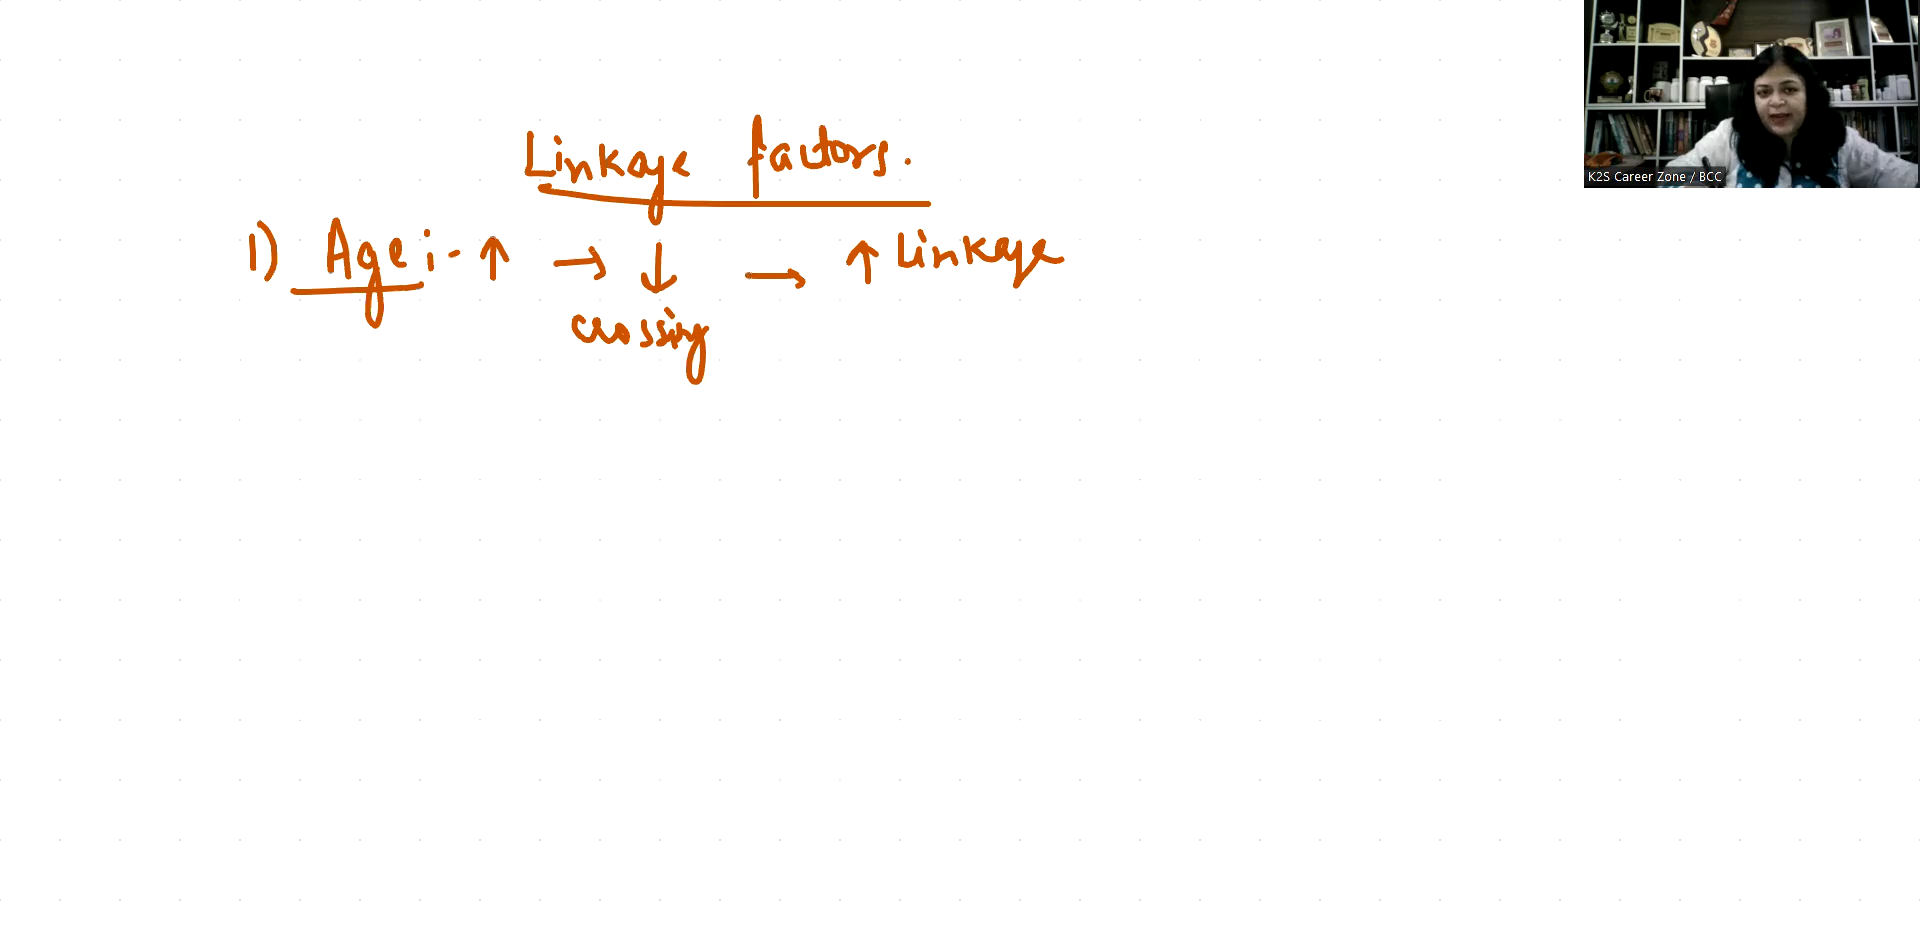 Linkage factors.
1) Age :- ↑ → ↓ → ↑ Linkage
crossing
K2S Career Zone / BCC